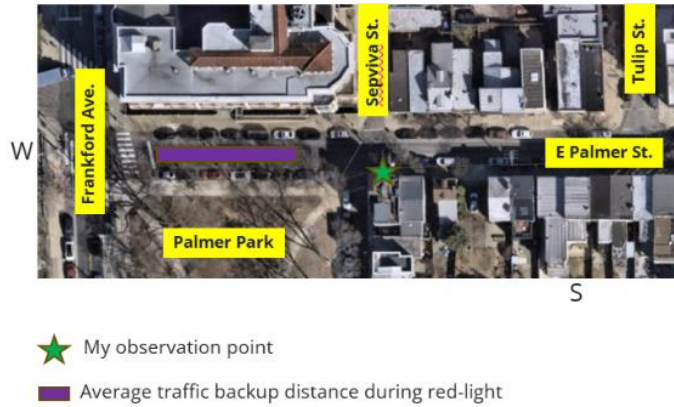 Sepviva St.
Tulip St.
Frankford Ave.
W
E Palmer St.
Palmer Park
S
My observation point
Average traffic backup distance during red-light